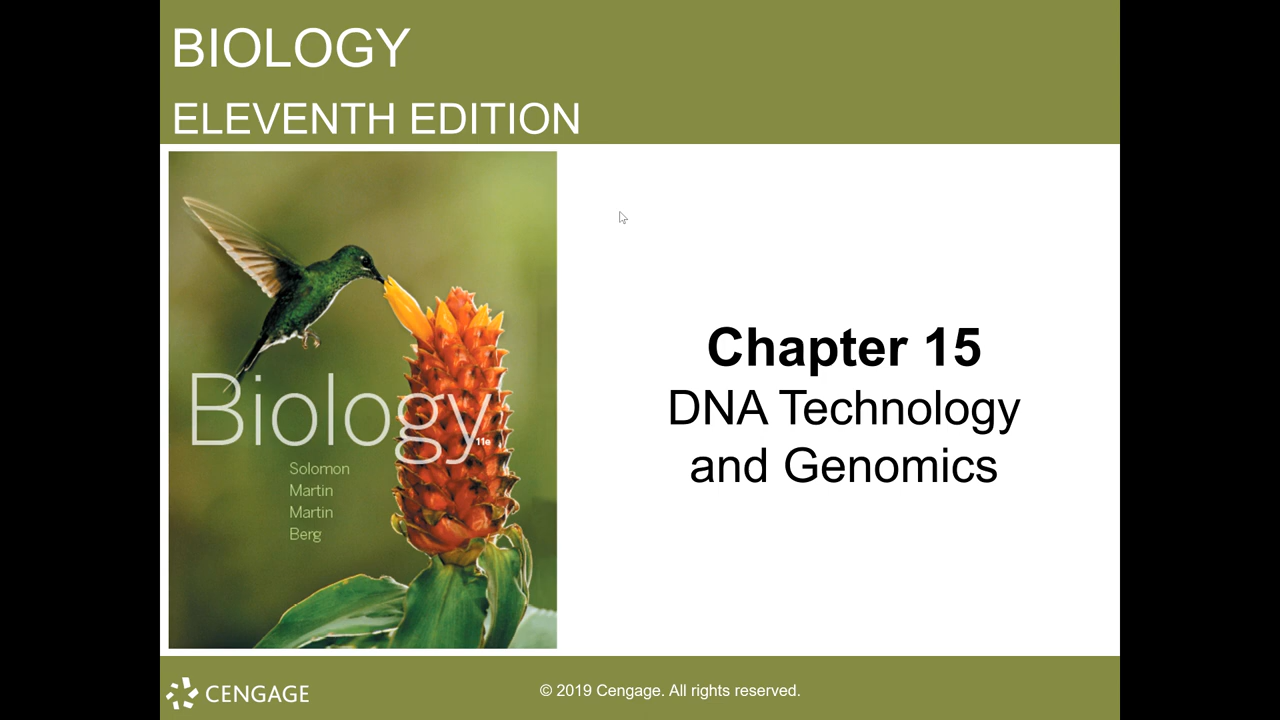 BIOLOGY
ELEVENTH EDITION
Biology
11e
Solomon
Martin
Martin
Berg
Chapter 15
DNA Technology
and Genomics
CENGAGE
© 2019 Cengage. All rights reserved.